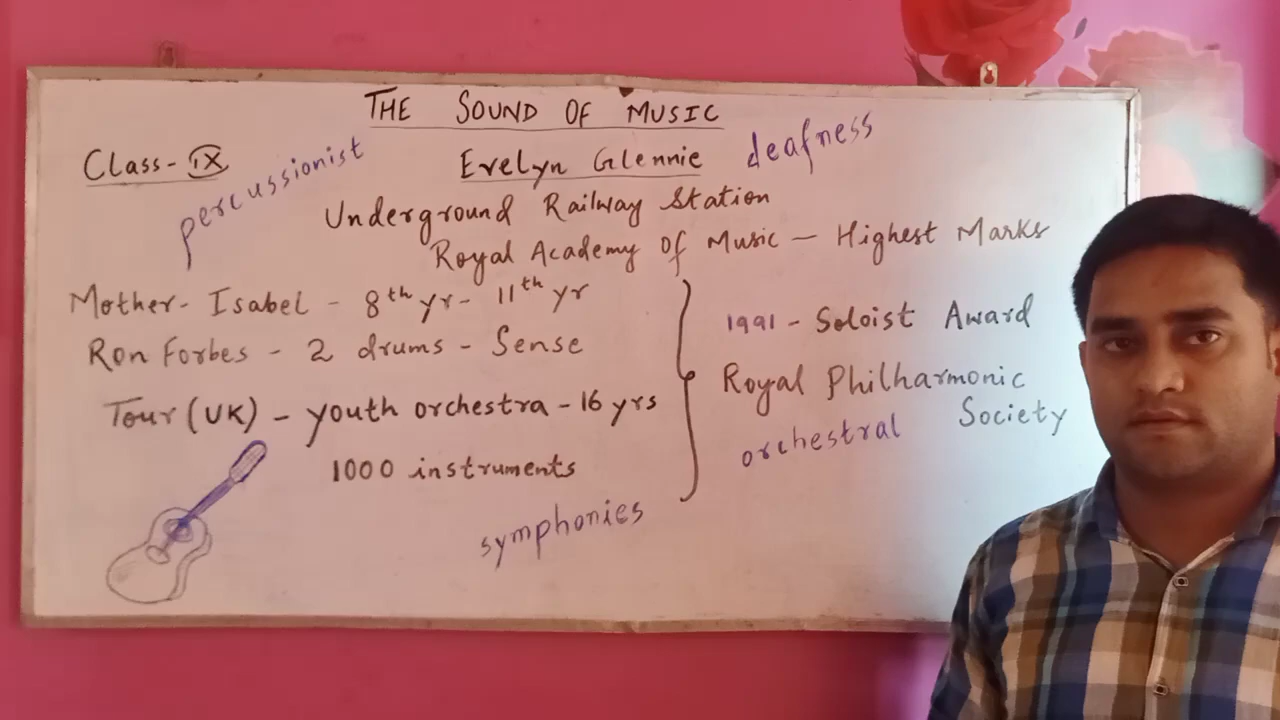 THE SOUND OF MUSIC
Class-IX
percussionist
Evelyn Glennie
deafness
Underground Railway Station
Royal Academy Of Music - Highest Marks
Mother- Isabel - 8th yr- 11th yr
Ron Forbes - 2 drums - Sense
Tour (UK) - youth orchestra - 16 yrs
1000 instruments
symphonies
1991 - Soloist Award
Royal Philharmonic
Society
orchestral